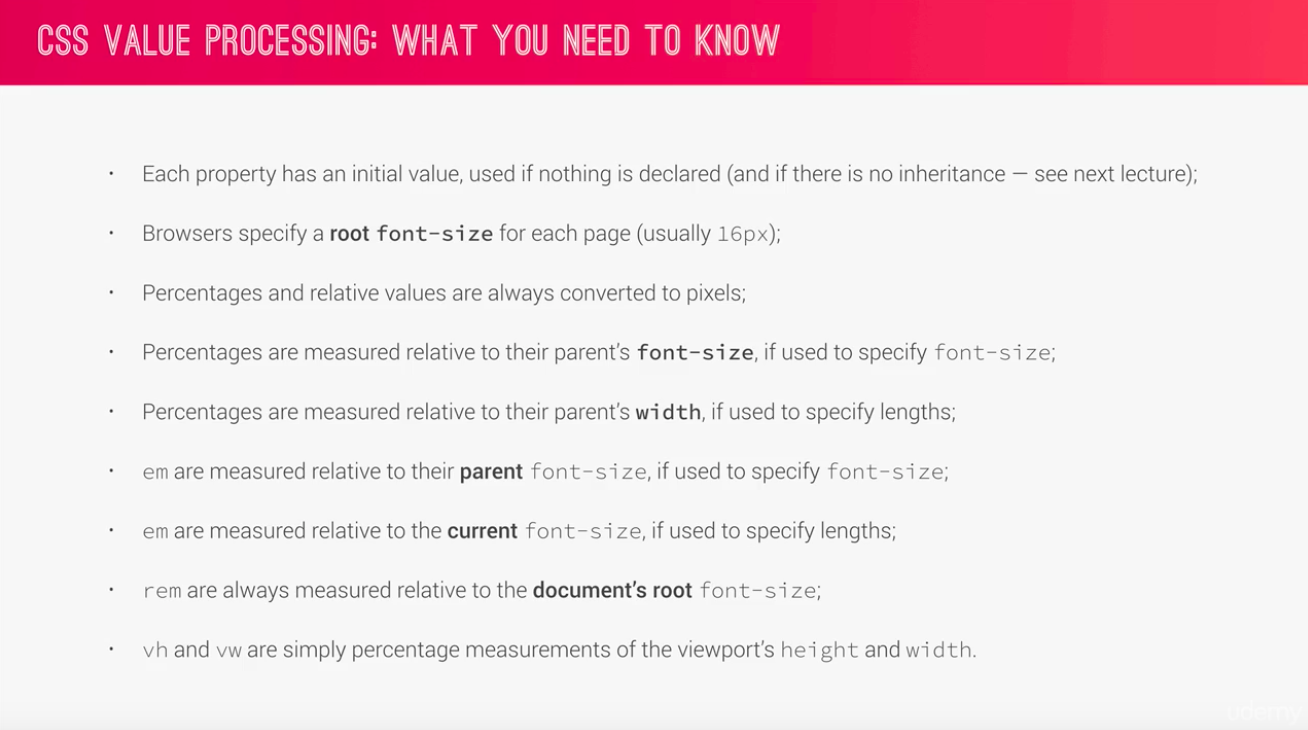 CSS VALUE PROCESSING: WHAT YOU NEED TO KNOW
• Each property has an initial value, used if nothing is declared (and if there is no inheritance — see next lecture);
• Browsers specify a root font-size for each page (usually 16px);
• Percentages and relative values are always converted to pixels;
• Percentages are measured relative to their parent’s font-size, if used to specify font-size;
• Percentages are measured relative to their parent’s width, if used to specify lengths;
• em are measured relative to their parent font-size, if used to specify font-size;
• em are measured relative to the current font-size, if used to specify lengths;
• rem are always measured relative to the document’s root font-size;
• vh and vw are simply percentage measurements of the viewport’s height and width.
udemy